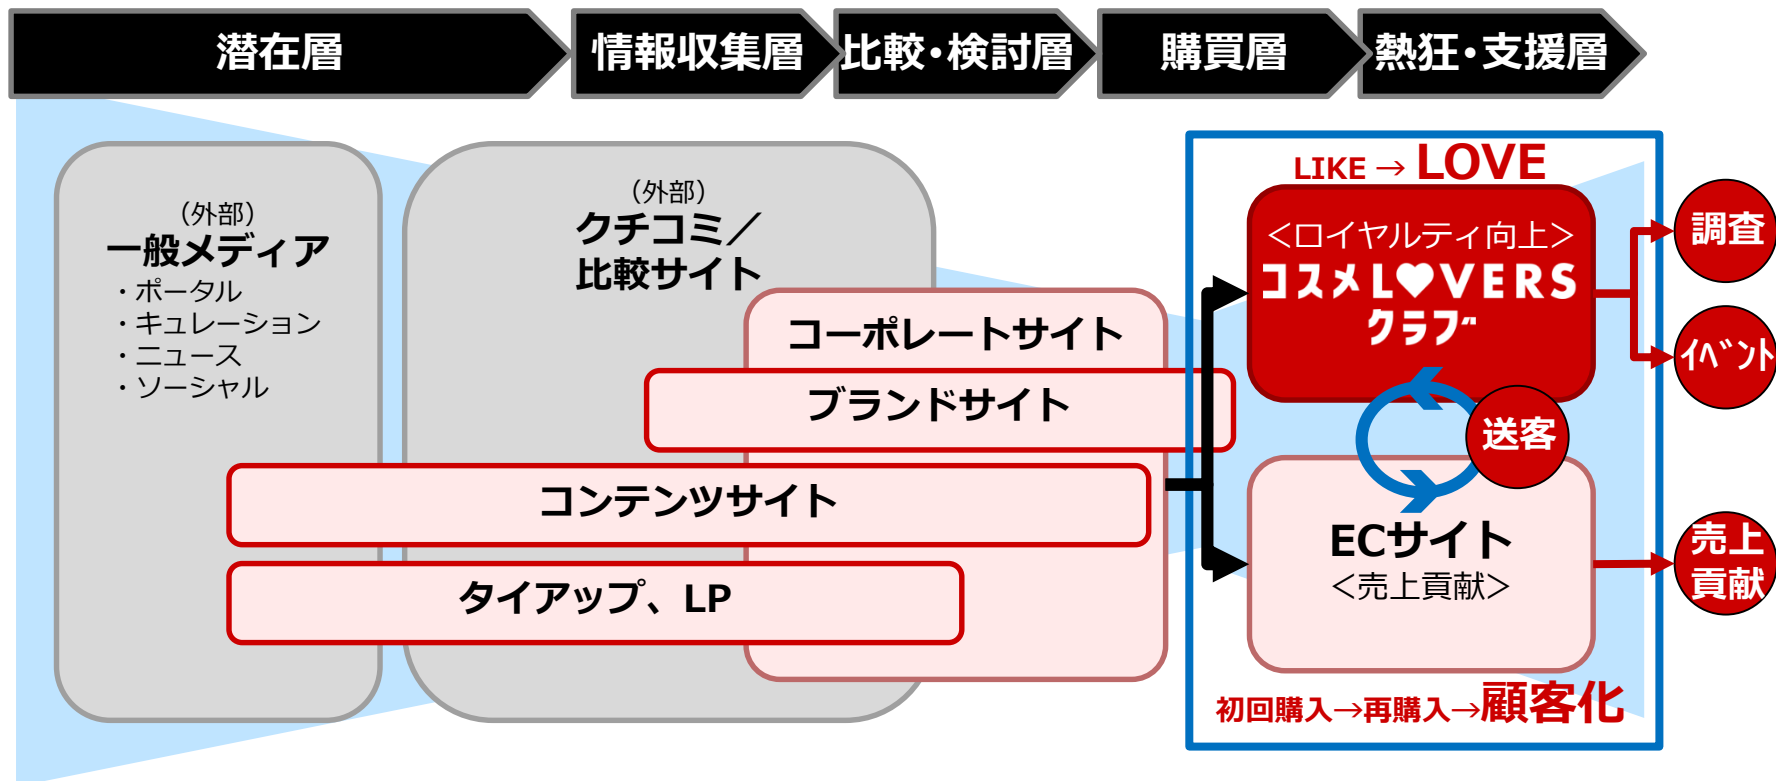 潜在層
情報収集層
比較・検討層
購買層
熱狂・支援層
（外部）
一般メディア
・ポータル
・キュレーション
・ニュース
・ソーシャル
（外部）
クチコミ／
比較サイト
コーポレートサイト
ブランドサイト
コンテンツサイト
タイアップ、LP
LIKE → LOVE
＜ロイヤルティ向上＞
コスメL♥VERS
クラブ
送客
ECサイト
＜売上貢献＞
初回購入→再購入→顧客化
調査
ｲﾍﾞﾝﾄ
売上
貢献